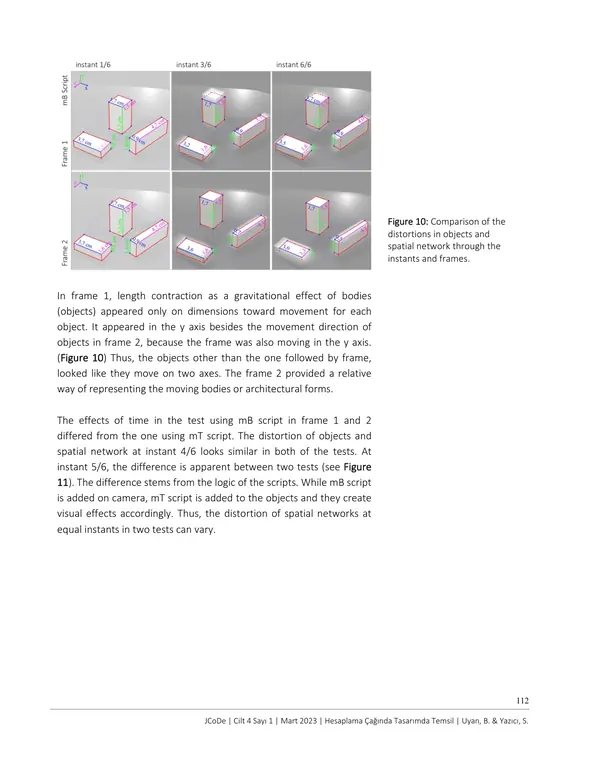 instant 1/6 instant 3/6 instant 6/6
mB Script
Frame 1
Frame 2
Figure 10: Comparison of the
distortions in objects and
spatial network through the
instants and frames.
In frame 1, length contraction as a gravitational effect of bodies
(objects) appeared only on dimensions toward movement for each
object. It appeared in the y axis besides the movement direction of
objects in frame 2, because the frame was also moving in the y axis.
(Figure 10) Thus, the objects other than the one followed by frame,
looked like they move on two axes. The frame 2 provided a relative
way of representing the moving bodies or architectural forms.
The effects of time in the test using mB script in frame 1 and 2
differed from the one using mT script. The distortion of objects and
spatial network at instant 4/6 looks similar in both of the tests. At
instant 5/6, the difference is apparent between two tests (see Figure
11). The difference stems from the logic of the scripts. While mB script
is added on camera, mT script is added to the objects and they create
visual effects accordingly. Thus, the distortion of spatial networks at
equal instants in two tests can vary.
112
JCoDe | Cilt 4 Sayı 1 | Mart 2023 | Hesaplama Çağında Tasarımda Temsil | Uyan, B. & Yazıcı, S.